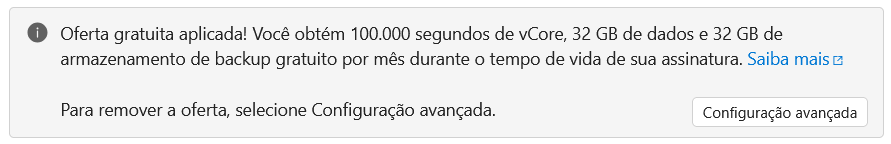 Oferta gratuita aplicada! Você obtém 100.000 segundos de vCore, 32 GB de dados e 32 GB de
armazenamento de backup gratuito por mês durante o tempo de vida de sua assinatura. Saiba mais
Para remover a oferta, selecione Configuração avançada.
Configuração avançada